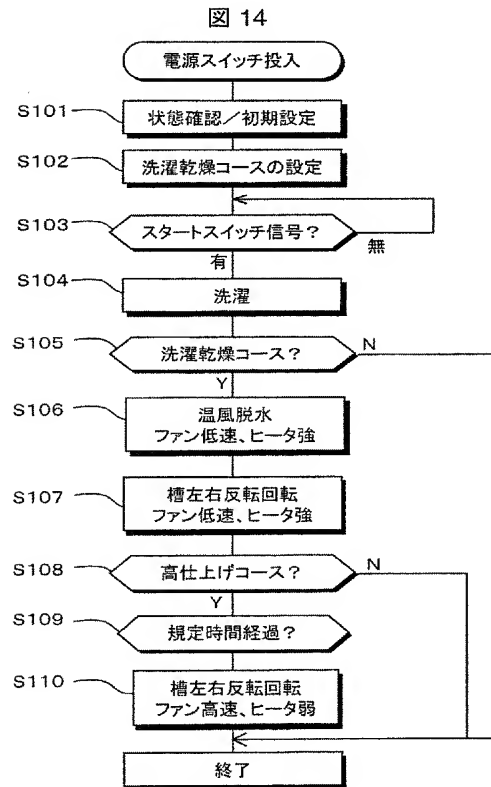 図 14
電源スイッチ投入
S101
状態確認／初期設定
S102
洗濯乾燥コースの設定
S103
スタートスイッチ信号？
無
有
S104
洗濯
S105
洗濯乾燥コース？
N
Y
S106
温風脱水
ファン低速、ヒータ強
S107
槽左右反転回転
ファン低速、ヒータ強
S108
高仕上げコース？
N
Y
S109
規定時間経過？
S110
槽左右反転回転
ファン高速、ヒータ弱
終了